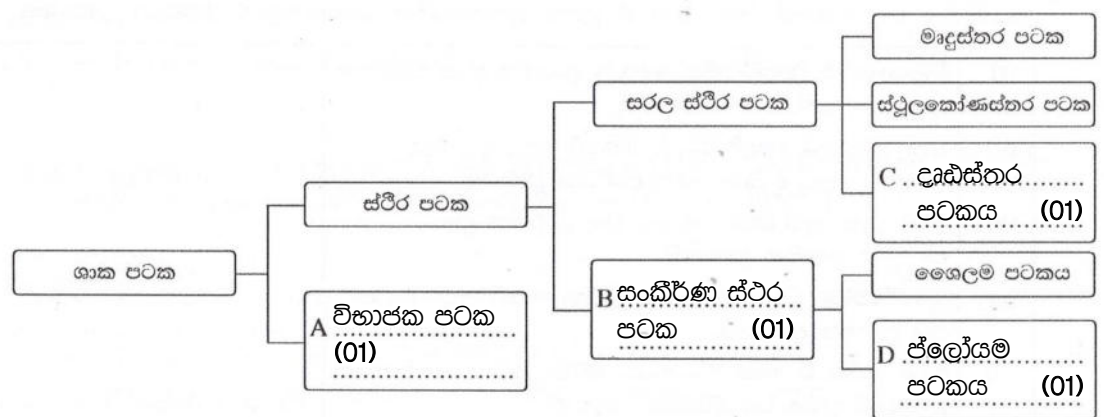 මෘදුස්තර පටක
සරල ස්ථිර පටක
ස්ථූලකෝණස්තර පටක
C දෘඪස්තර
පටකය (01)
ස්ථිර පටක
ශාක පටක
A විභාජක පටක
(01)
B සංකීර්ණ ස්ථර
පටක (01)
ශෛලම පටකය
D ප්ලෝයම
පටකය (01)